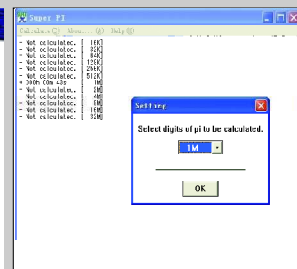 Super PI
Calculate(C) About...(A) Help(H)
- Not calculated. [ 16K]
- Not calculated. [ 32K]
- Not calculated. [ 64K]
- Not calculated. [ 128K]
- Not calculated. [ 256K]
- Not calculated. [ 512K]
+ 000H 00M 43s [ 1M]
- Not calculated. [ 2M]
- Not calculated. [ 4M]
- Not calculated. [ 8M]
- Not calculated. [ 16M]
- Not calculated. [ 32M]
Setting
Select digits of pi to be calculated.
1M
OK